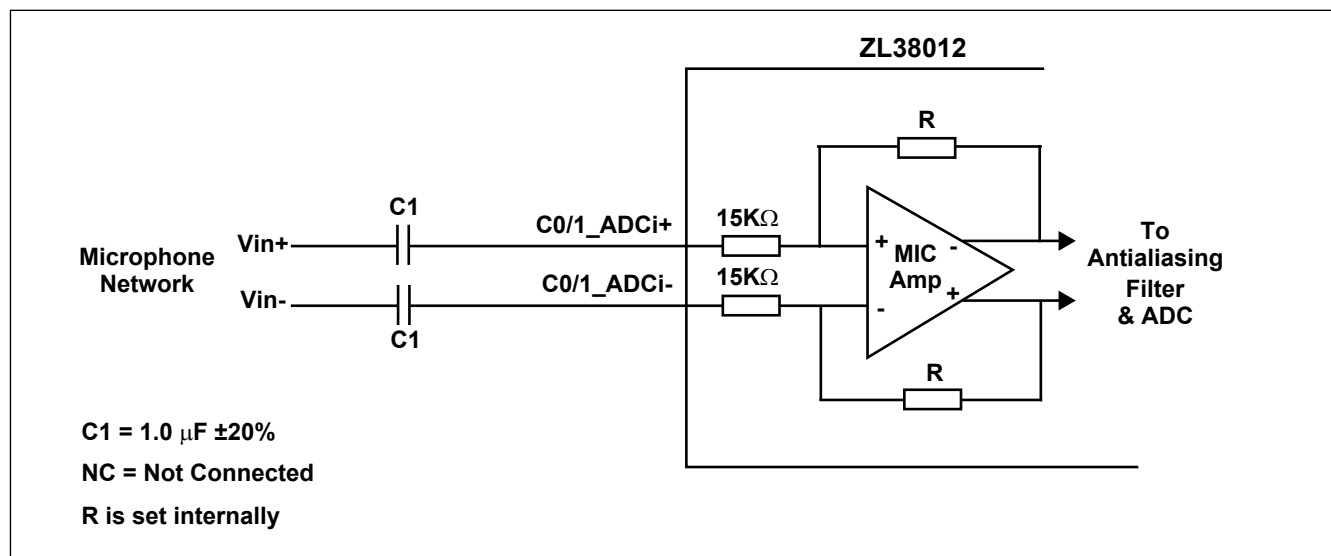 ZL38012
R
C1
C0/1_ADCi+
15KΩ
Vin+
+
-
MIC
Amp
To
Antialiasing
Filter
& ADC
Microphone
Network
15KΩ
C0/1_ADCi-
Vin-
-
+
C1
R
C1 = 1.0 μF ±20%
NC = Not Connected
R is set internally